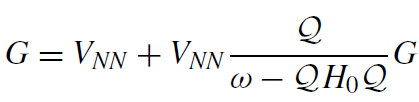 $G = V_{NN} + V_{NN} \frac{\mathcal{Q}}{\omega - \mathcal{Q} H_0 \mathcal{Q}} G$